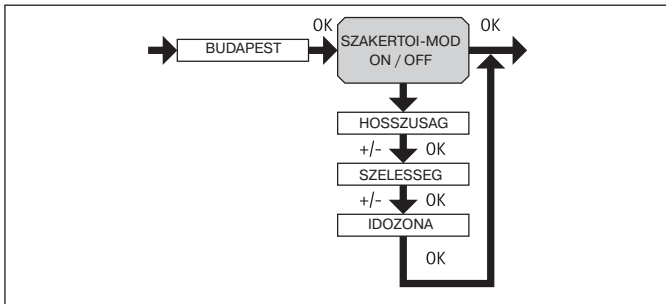 OK
OK
BUDAPEST
SZAKERTOI-MOD
ON / OFF
HOSSZUSAG
+/- OK
SZELESSEG
+/- OK
IDOZONA
OK